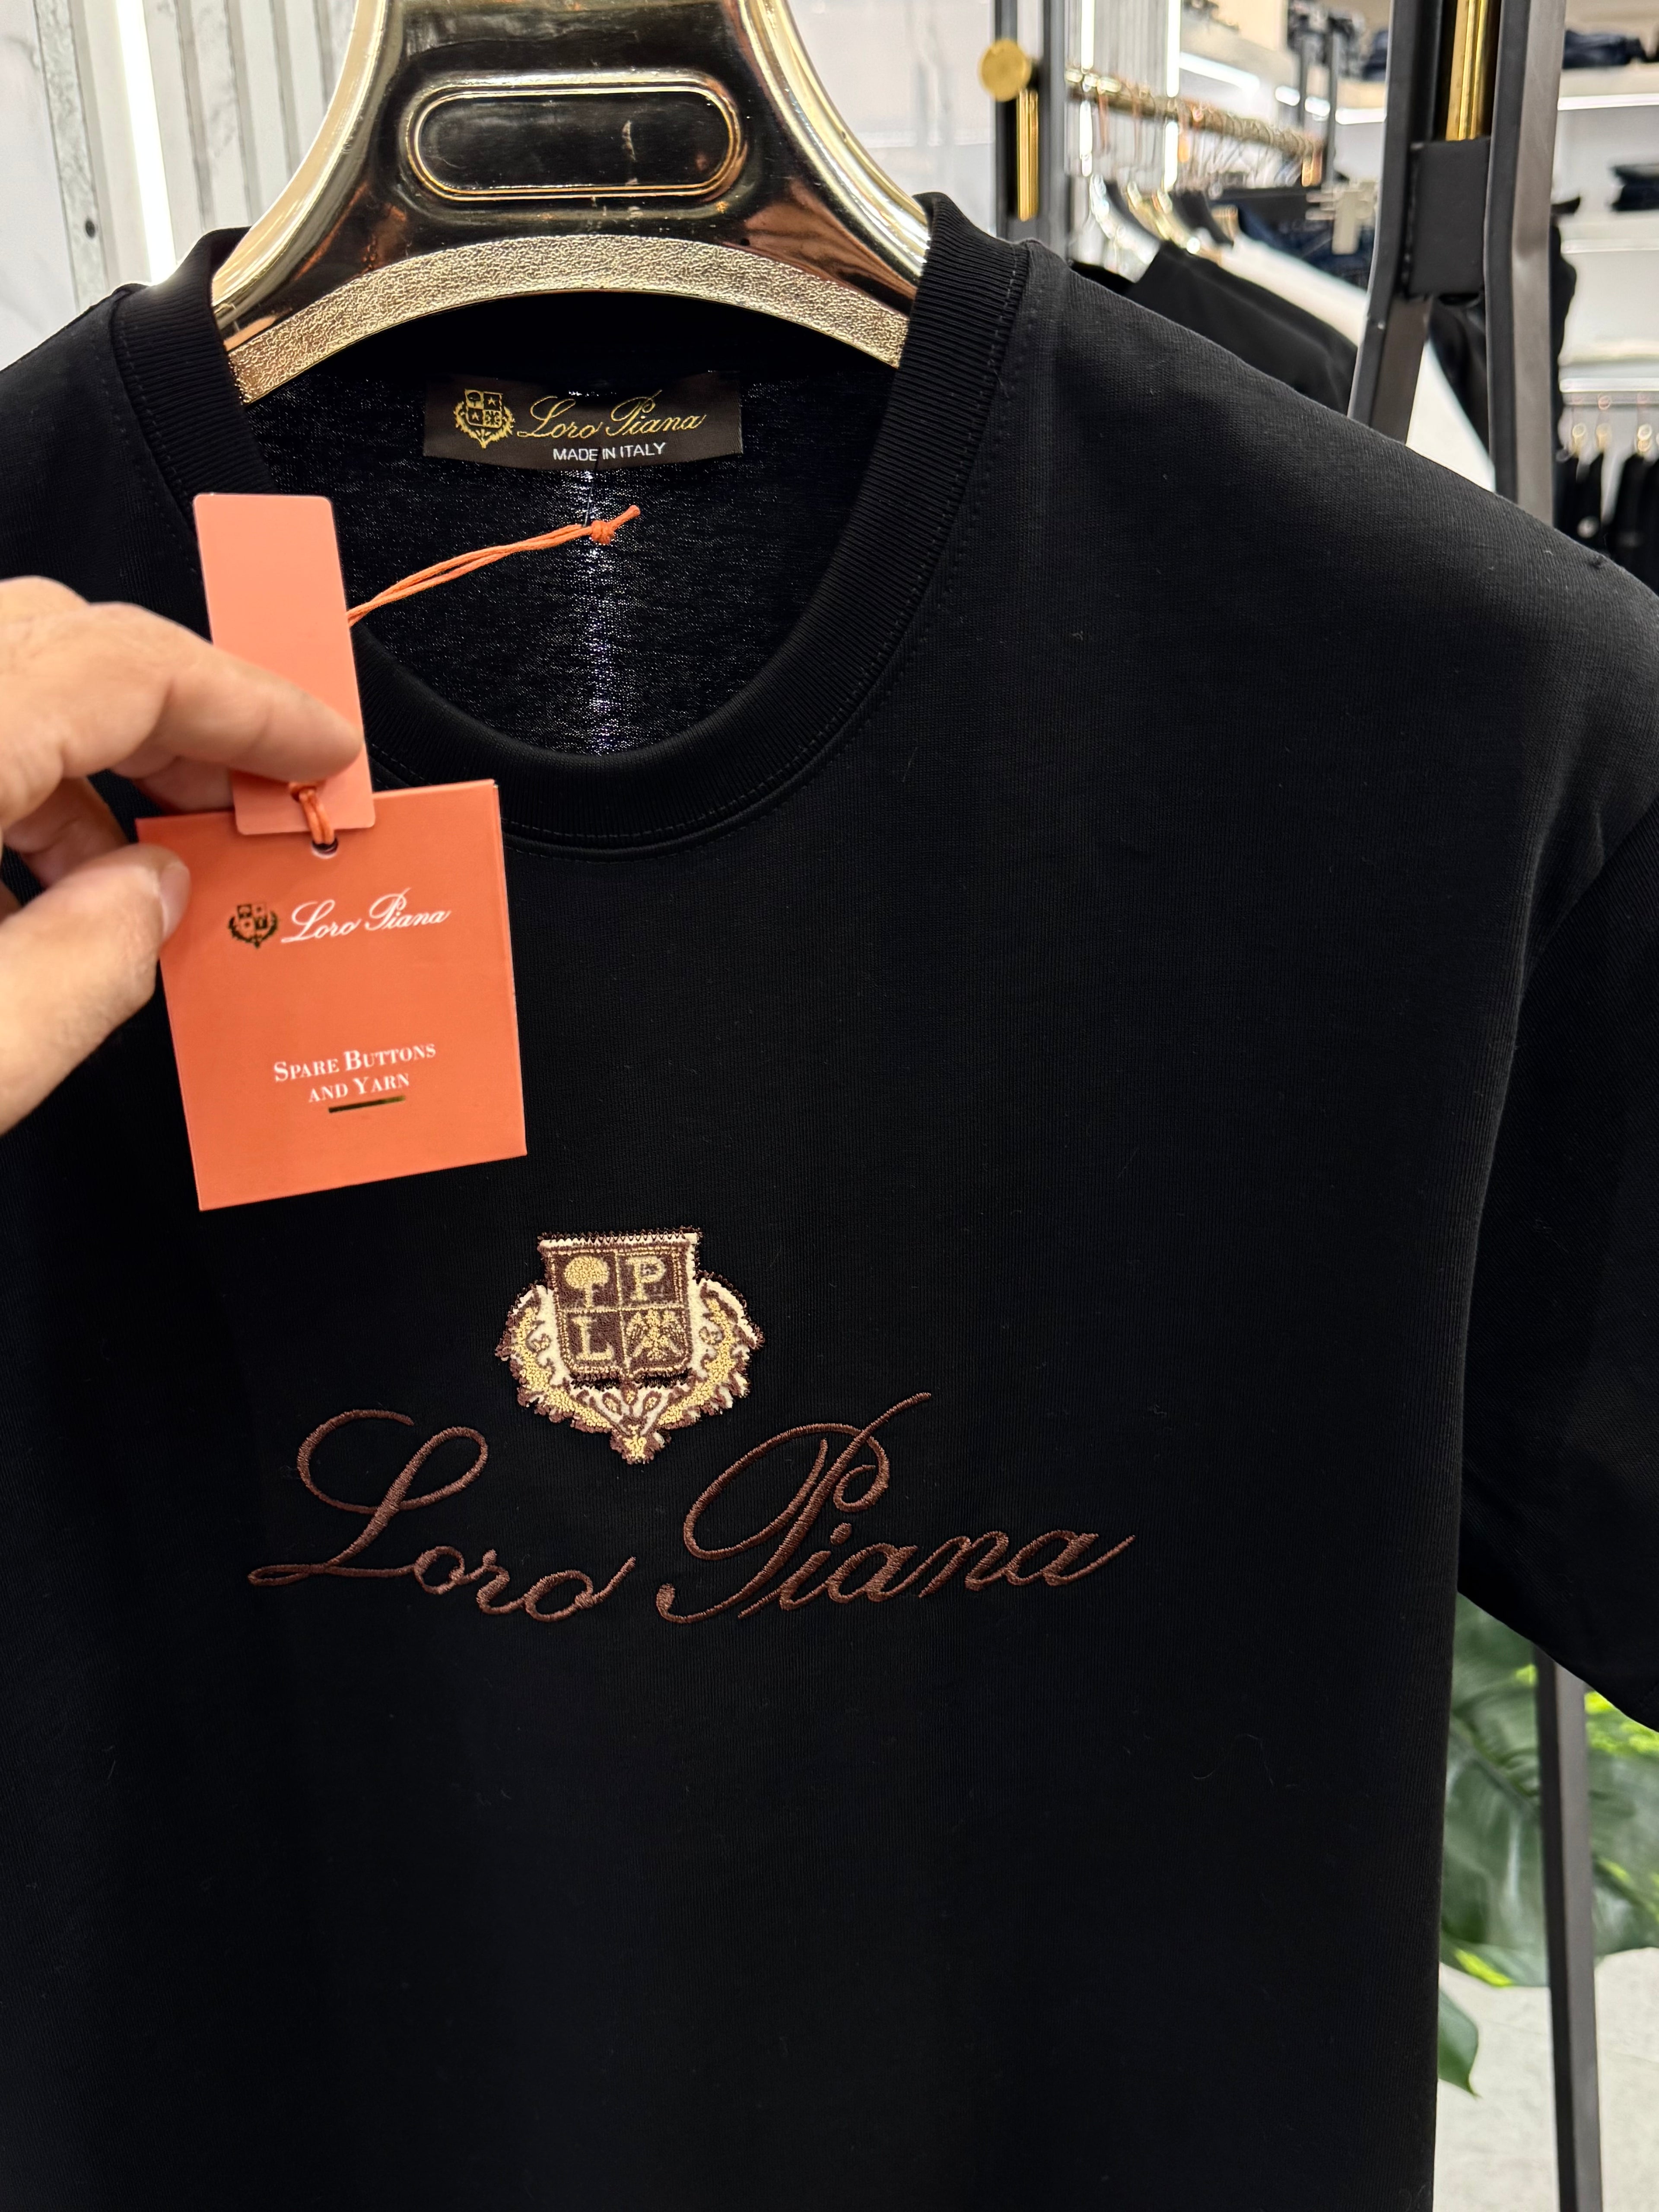 Loro Piana
MADE IN ITALY
Loro Piana
SPARE BUTTONS
AND YARN
P
L
Loro Piana